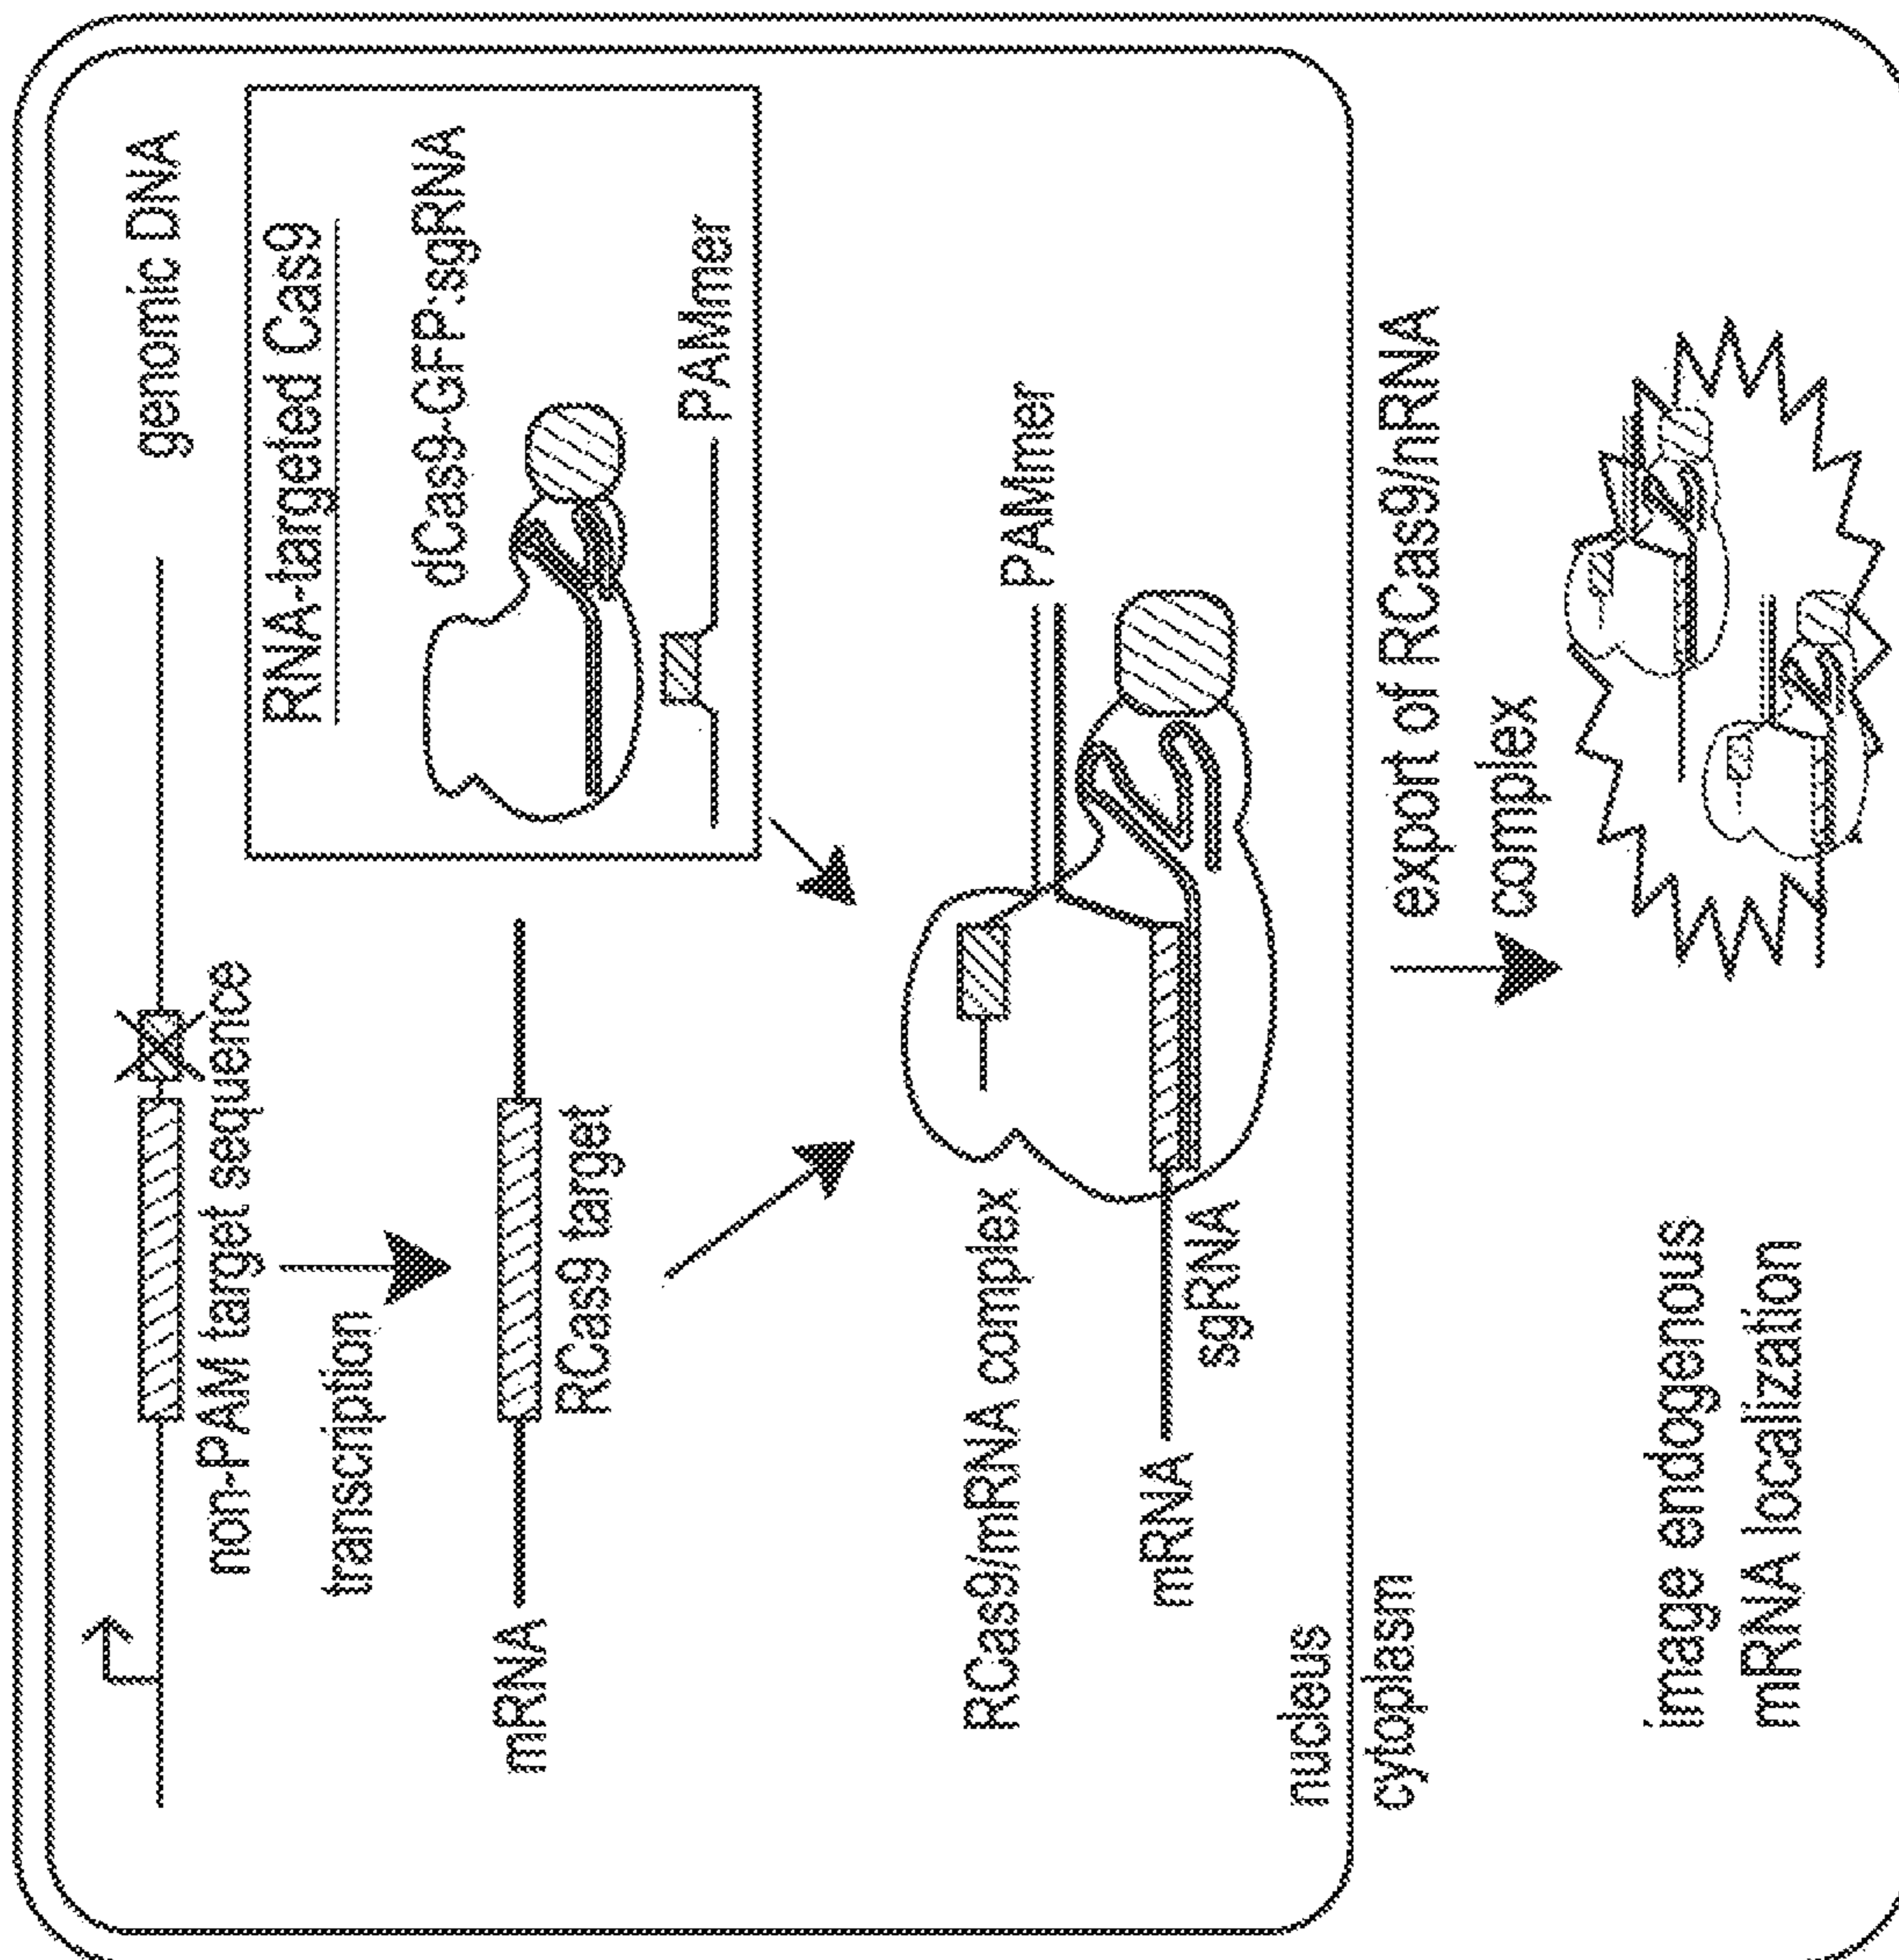 genomic DNA
non-PAM target sequence
RNA-targeted Cas9
transcription
dCas9-GFP:sgRNA
mRNA
RCas9 target
PAMmer
RCas9/mRNA complex
PAMmer
mRNA
sgRNA
nucleus
cytoplasm
export of RCas9/nRNA
complex
image endogenous
mRNA localization